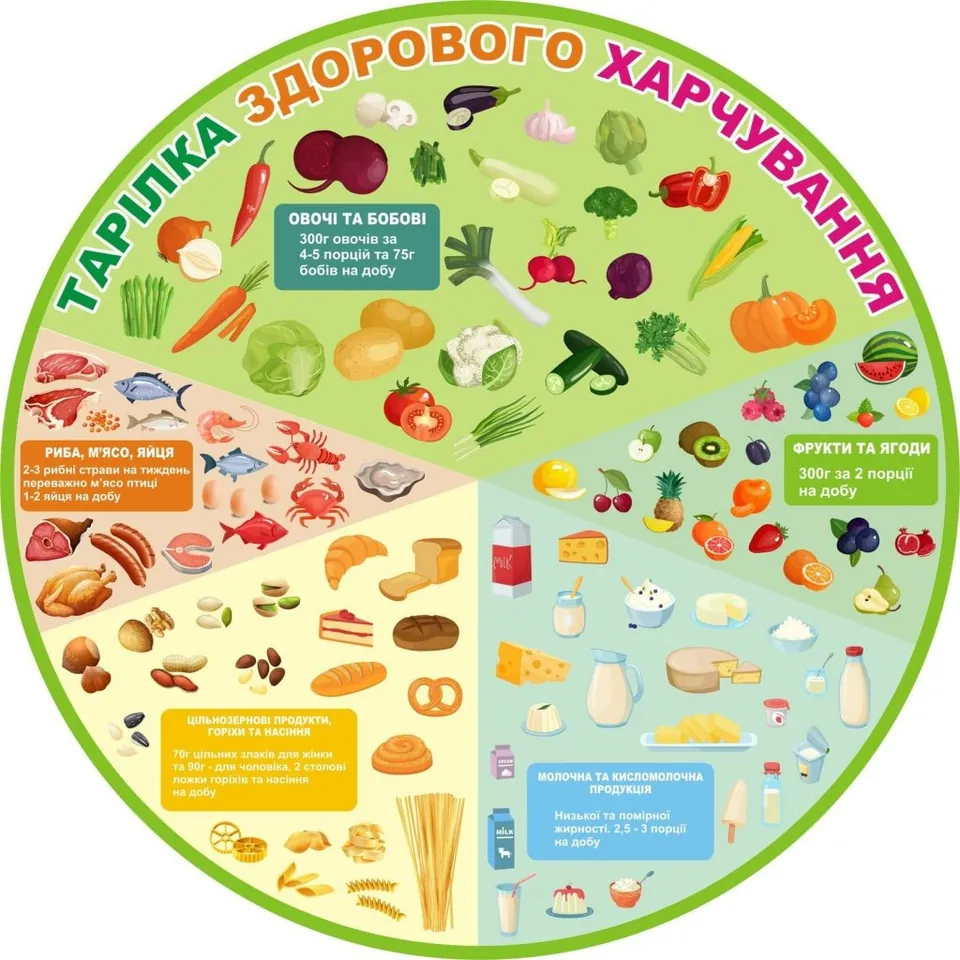 ТАРІЛКА ЗДОРОВОГО ХАРЧУВАННЯ
ОВОЧІ ТА БОБОВІ
300г овочів за
4-5 порцій та 75г
бобів на добу
РИБА, М'ЯСО, ЯЙЦЯ
2-3 рибні страви на тиждень
переважно м'ясо птиці
1-2 яйця на добу
ФРУКТИ ТА ЯГОДИ
300г за 2 порції
на добу
MILK
ЦІЛЬНОЗЕРНОВІ ПРОДУКТИ,
ГОРІХИ ТА НАСІННЯ
70г цільних злаків для жінки
та 90г - для чоловіка. 2 столові
ложки горіхів та насіння
на добу
CREAM
МОЛОЧНА ТА КИСЛОМОЛОЧНА
ПРОДУКЦІЯ
Низької та помірної
жирності. 2,5 - 3 порції
на добу
MILK